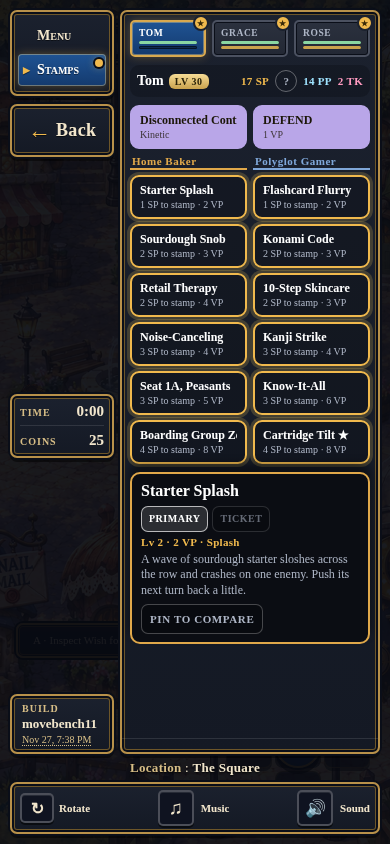 Menu
Stamps
← Back
TIME 0:00
COINS 25
BUILD
movebench11
Nov 27, 7:38 PM
TOM
GRACE
ROSE
Tom LV 30 17 SP ? 14 PP 2 TK
Disconnected Cont
Kinetic
DEFEND
1 VP
Home Baker
Polyglot Gamer
Starter Splash
1 SP to stamp · 2 VP
Flashcard Flurry
1 SP to stamp · 2 VP
Sourdough Snob
2 SP to stamp · 3 VP
Konami Code
2 SP to stamp · 3 VP
Retail Therapy
2 SP to stamp · 4 VP
10-Step Skincare
2 SP to stamp · 3 VP
Noise-Canceling
3 SP to stamp · 4 VP
Kanji Strike
3 SP to stamp · 4 VP
Seat 1A, Peasants
3 SP to stamp · 5 VP
Know-It-All
3 SP to stamp · 6 VP
Boarding Group
4 SP to stamp · 8 VP
Cartridge Tilt ★
4 SP to stamp · 8 VP
Starter Splash
PRIMARY
TICKET
Lv 2 · 2 VP · Splash
A wave of sourdough starter sloshes across
the row and crashes on one enemy. Push its
next turn back a little.
PIN TO COMPARE
Location : The Square
Rotate
Music
Sound